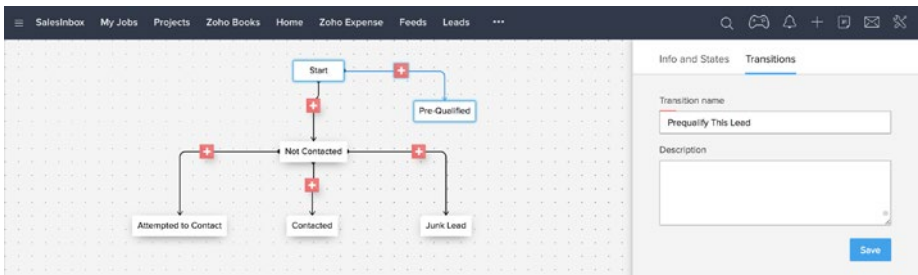 SalesInbox My Jobs Projects Zoho Books Home Zoho Expense Feeds Leads •••
Info and States Transitions
Start
Transition name
Pre-Qualified
Prequalify This Lead
Description
Not Contacted
Attempted to Contact Contacted Junk Lead
Save